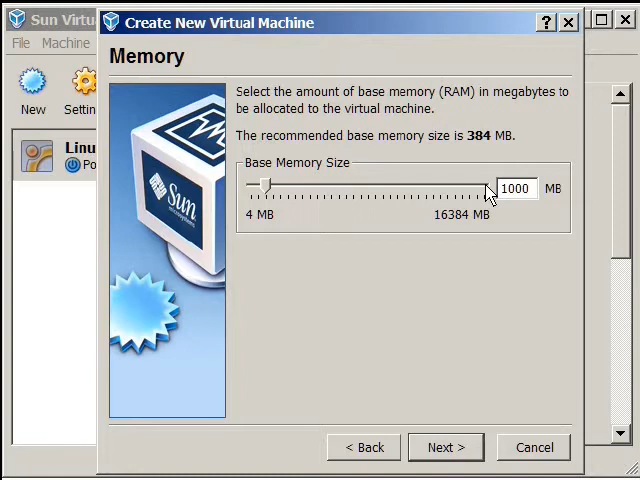 Sun Virtu
Create New Virtual Machine
File Machine
Memory
Select the amount of base memory (RAM) in megabytes to
be allocated to the virtual machine.
The recommended base memory size is 384 MB.
Base Memory Size
1000 MB
4 MB 16384 MB
New Settin
Linu
Po
Sun
microsystems
< Back Next > Cancel